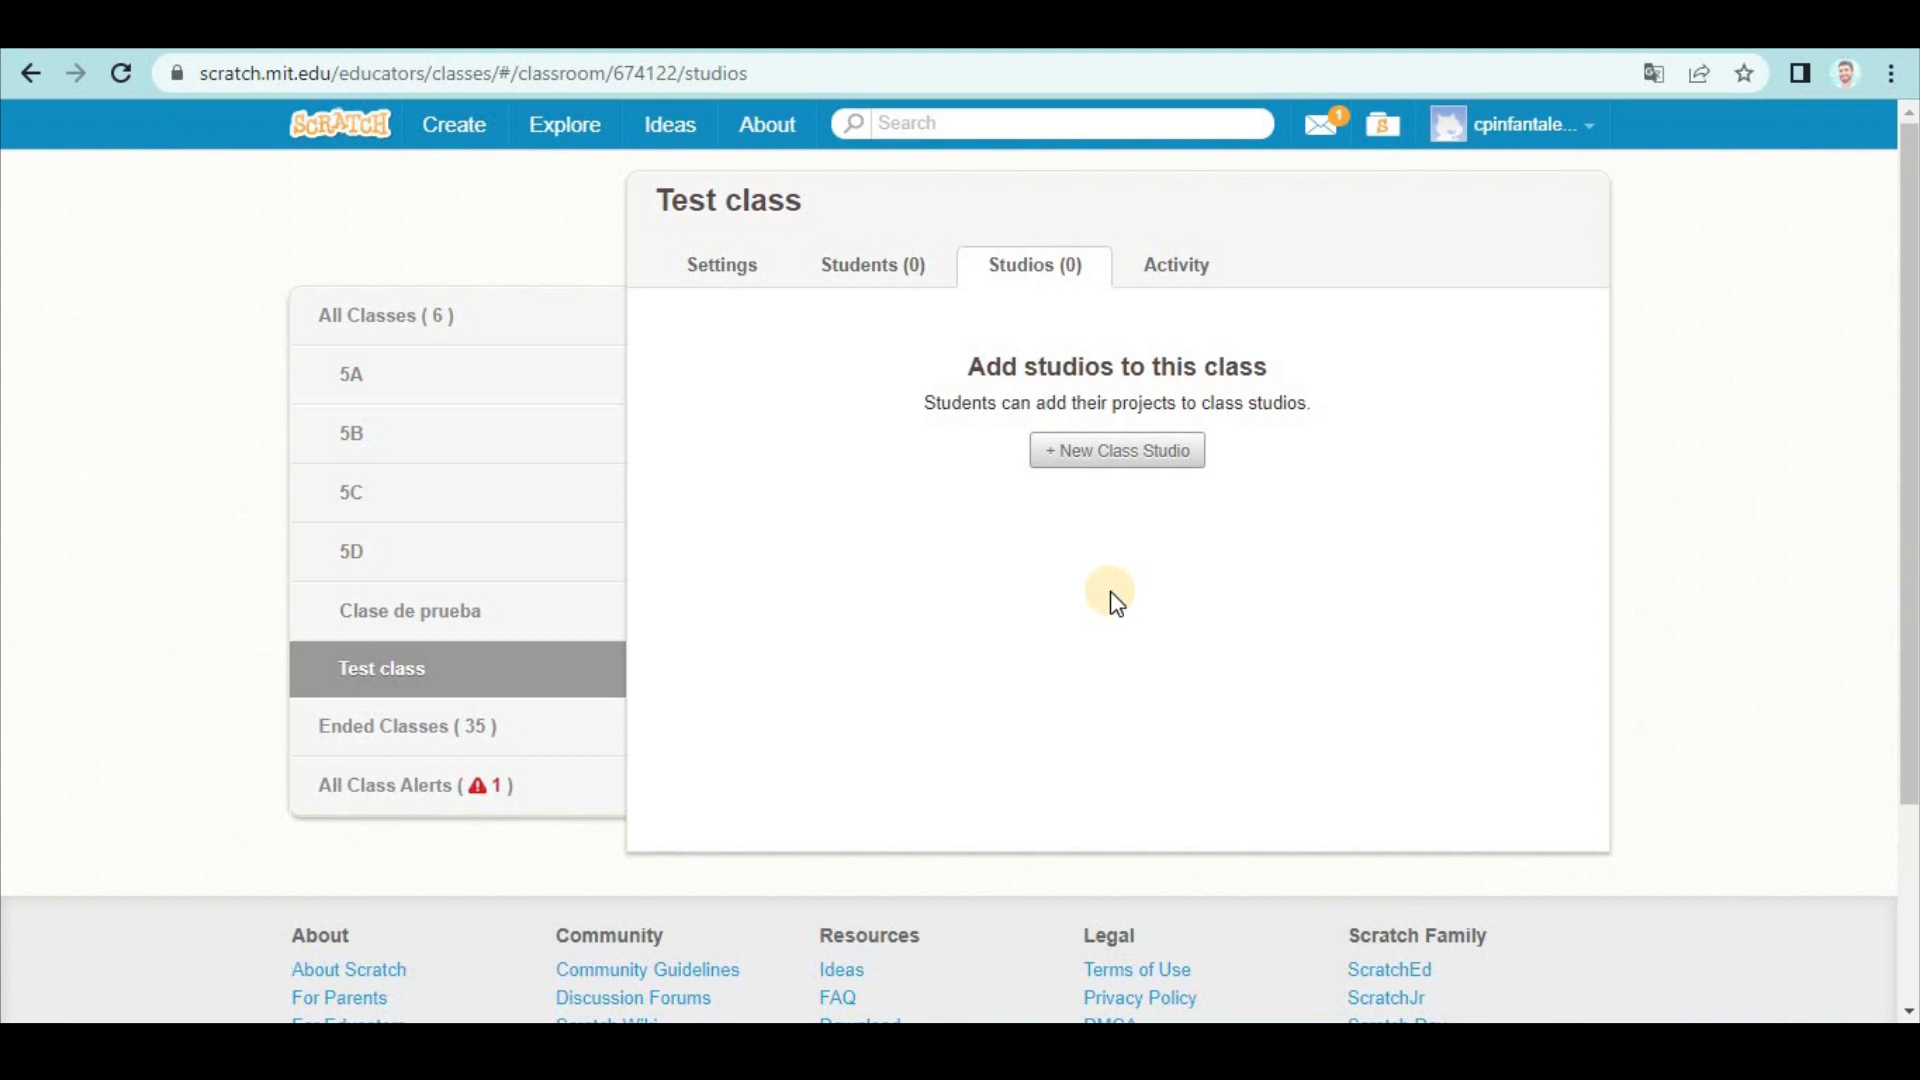 scratch.mit.edu/educators/classes/#/classroom/674122/studios
SCRATCH Create Explore Ideas About Search 1 S cpinfantale...
Test class
Settings Students (0) Studios (0) Activity
All Classes ( 6 )
5A
5B
5C
5D
Clase de prueba
Test class
Ended Classes ( 35 )
All Class Alerts ( 1 )
Add studios to this class
Students can add their projects to class studios.
+ New Class Studio
About
About Scratch
For Parents
Community
Community Guidelines
Discussion Forums
Resources
Ideas
FAQ
Legal
Terms of Use
Privacy Policy
Scratch Family
ScratchEd
ScratchJr